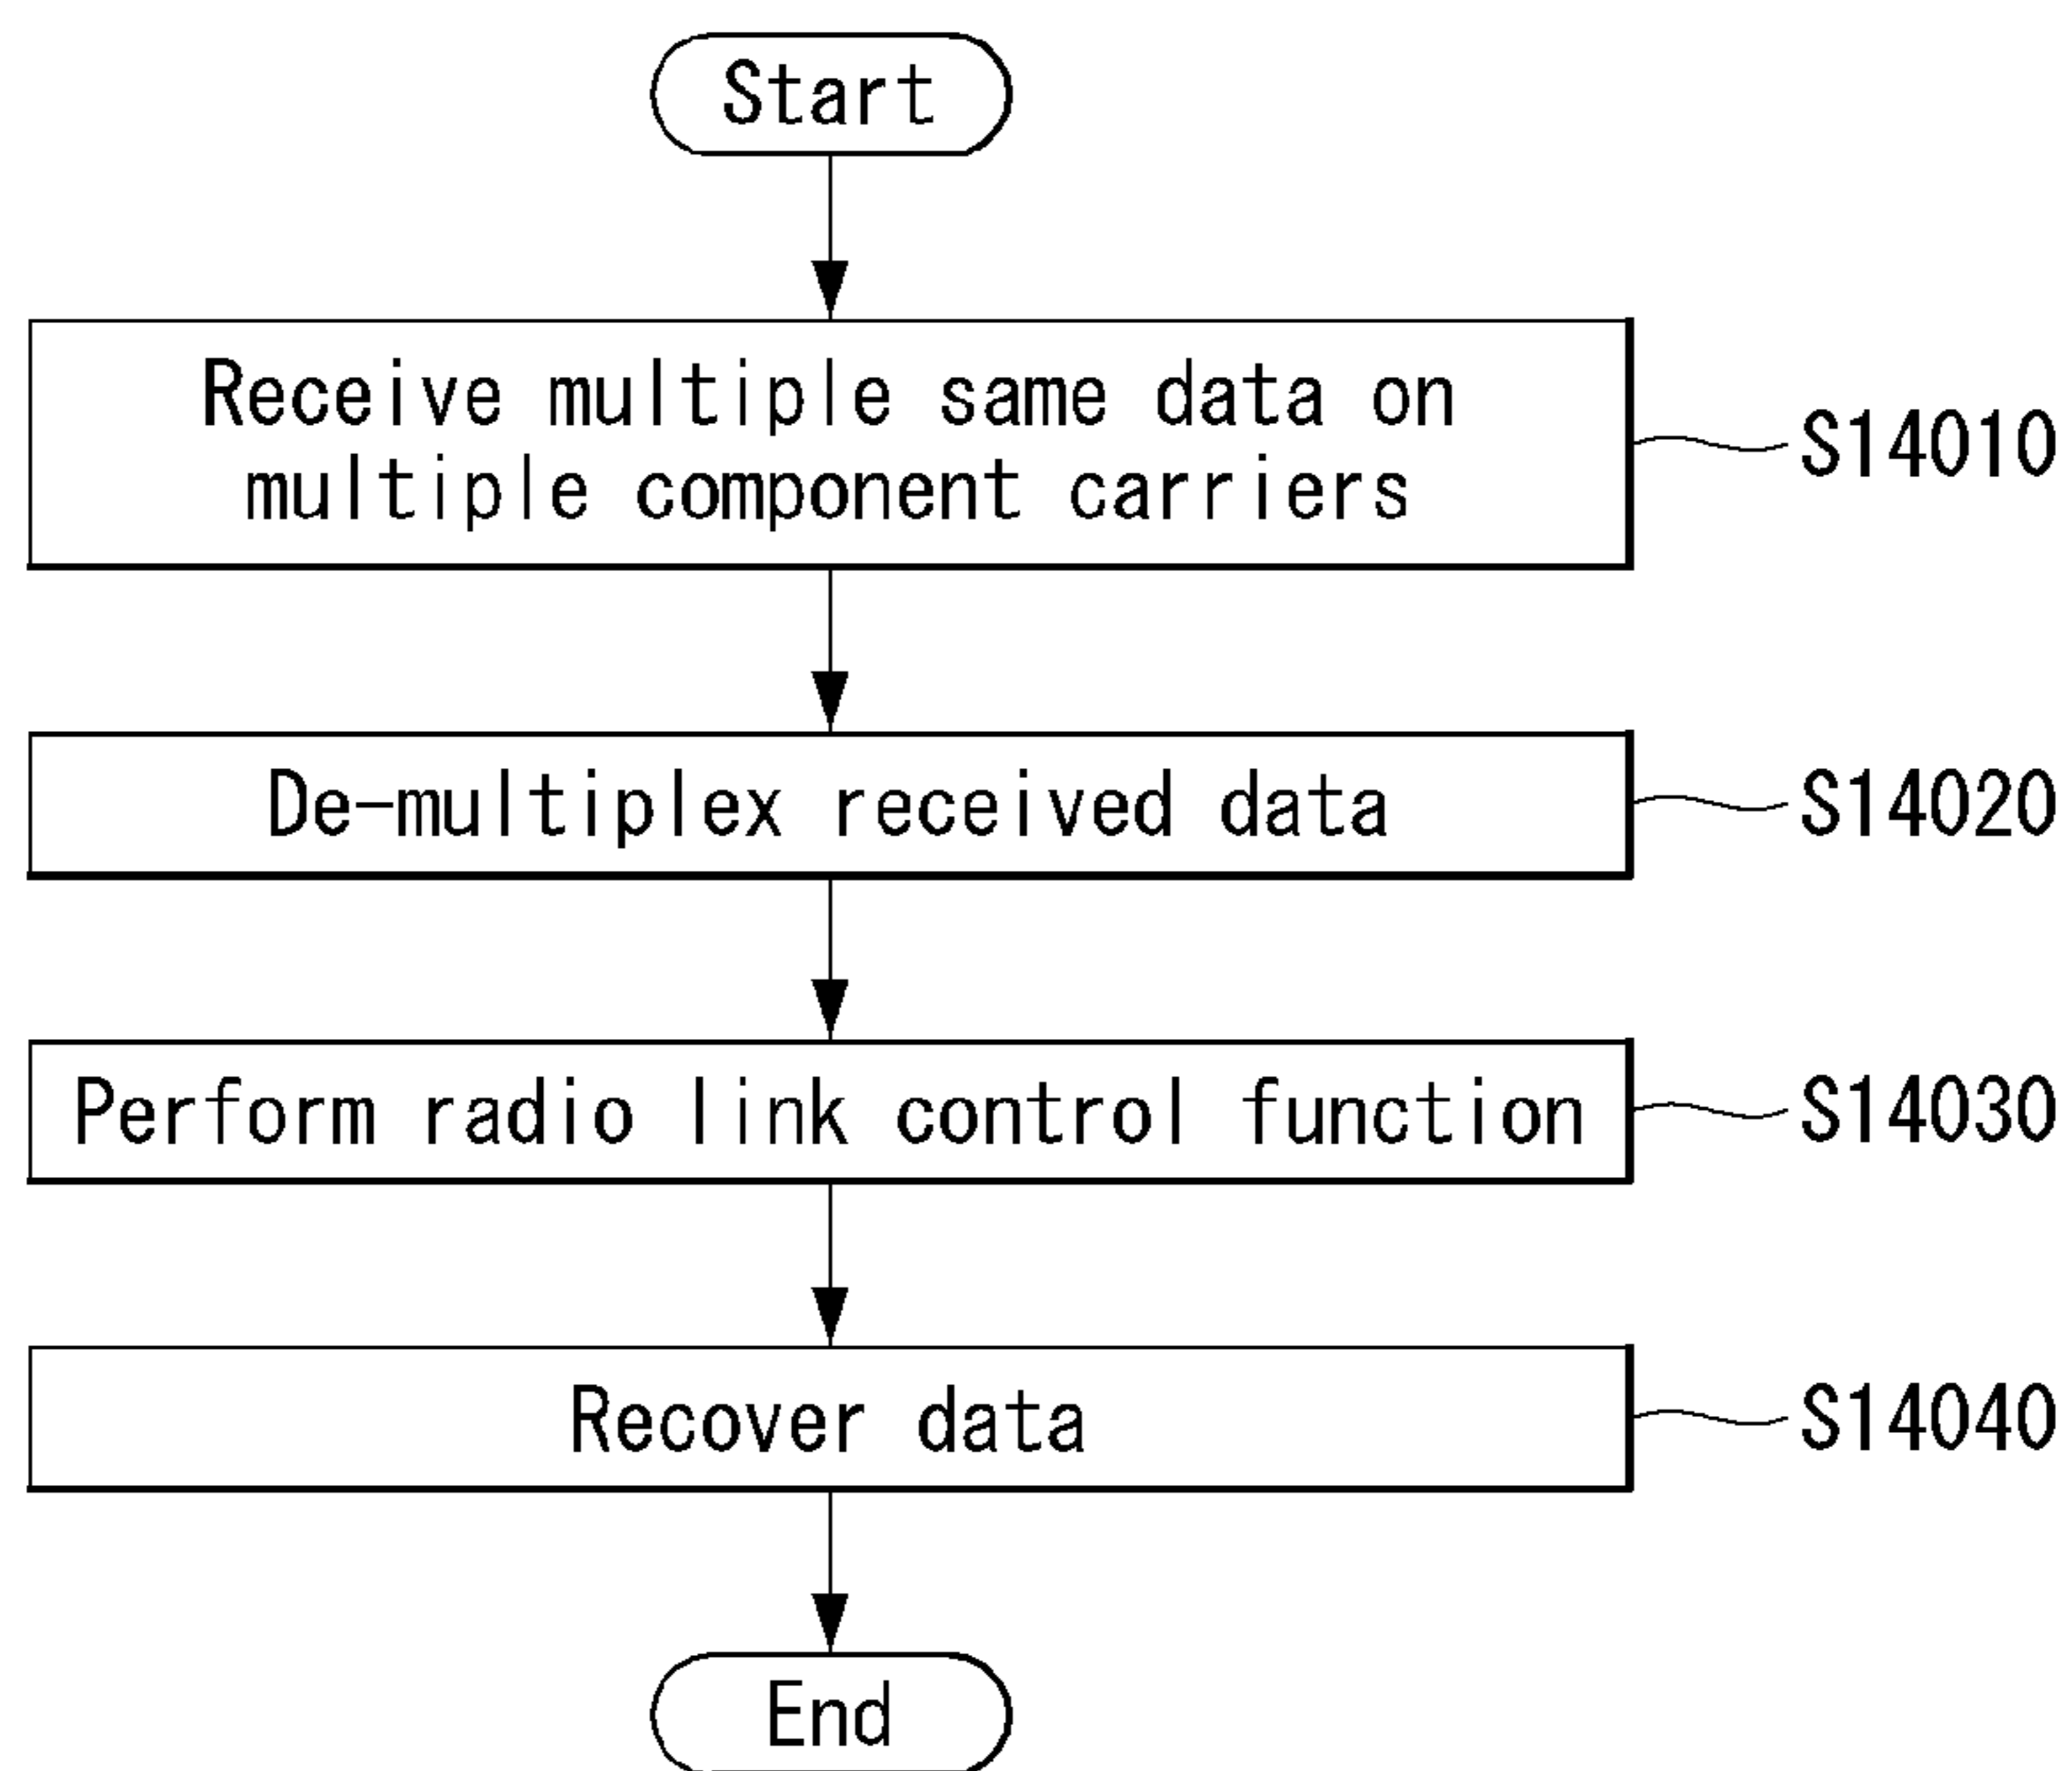 Start
Receive multiple same data on
multiple component carriers
S14010
De-multiplex received data
S14020
Perform radio link control function
S14030
Recover data
S14040
End